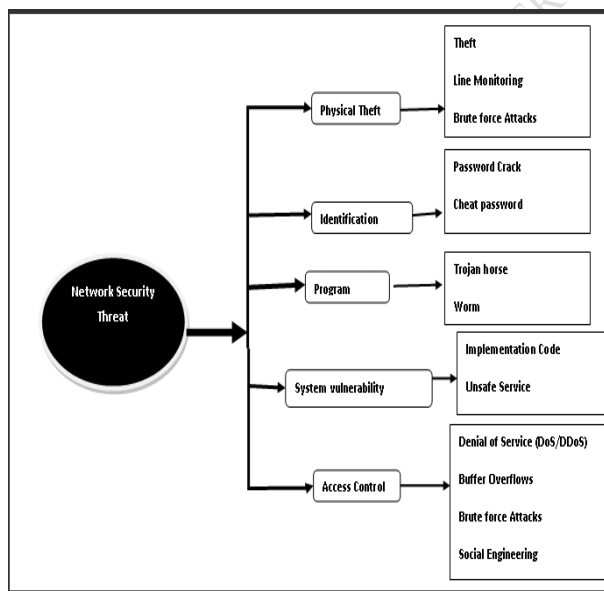 Network Security
Threat
Physical Theft
Theft
Line Monitoring
Brute force Attacks
Identification
Password Crack
Cheat password
Program
Trojan horse
Worm
System vulnerability
Implementation Code
Unsafe Service
Access Control
Denial of Service (DoS/DDoS)
Buffer Overflows
Brute force Attacks
Social Engineering